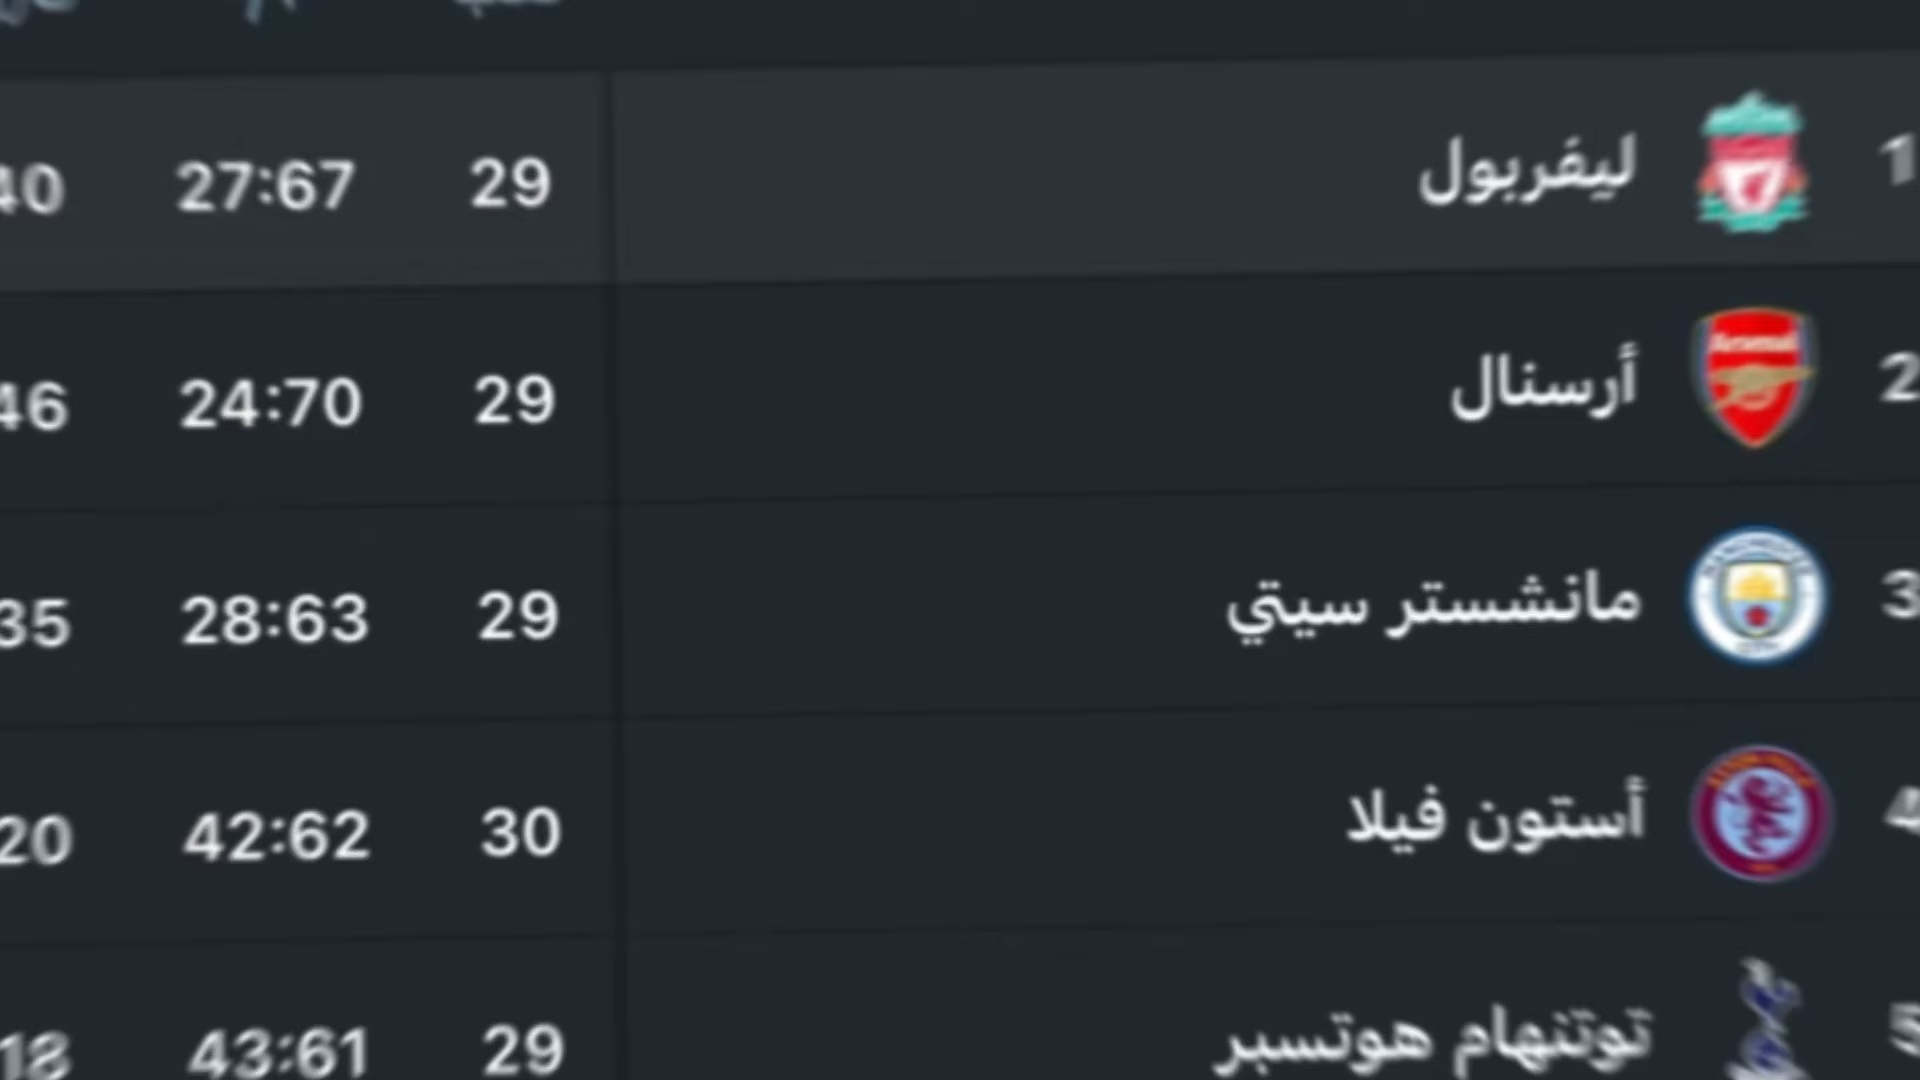 1 ليفربول 29 27:67 40
2 أرسنال 29 24:70 46
3 مانشستر سيتي 29 28:63 35
4 أستون فيلا 30 42:62 20
5 توتنهام هوتسبر 29 43:61 18